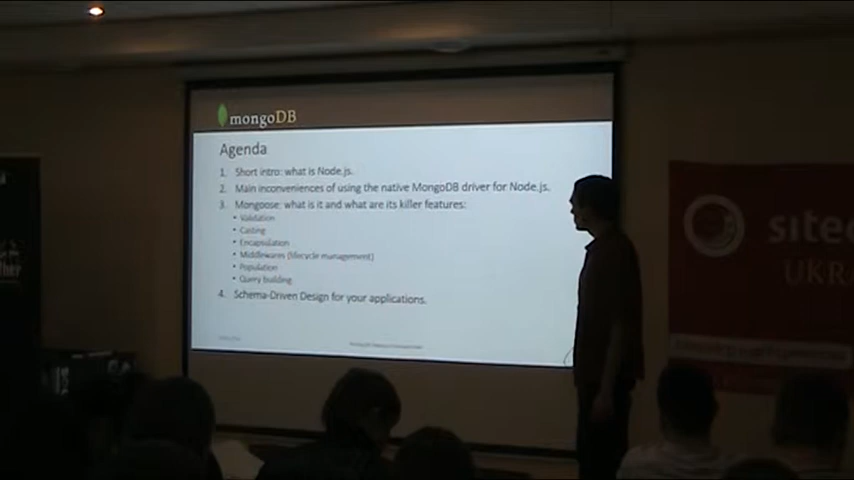 mongoDB
Agenda
1. Short intro: what is Node.js.
2. Main inconveniences of using the native MongoDB driver for Node.js.
3. Mongoose: what is it and what are its killer features:
• Validation
• Casting
• Encapsulation
• Middlewares (lifecycle management)
• Population
• Query building
4. Schema-Driven Design for your applications.
sitec
UKRA